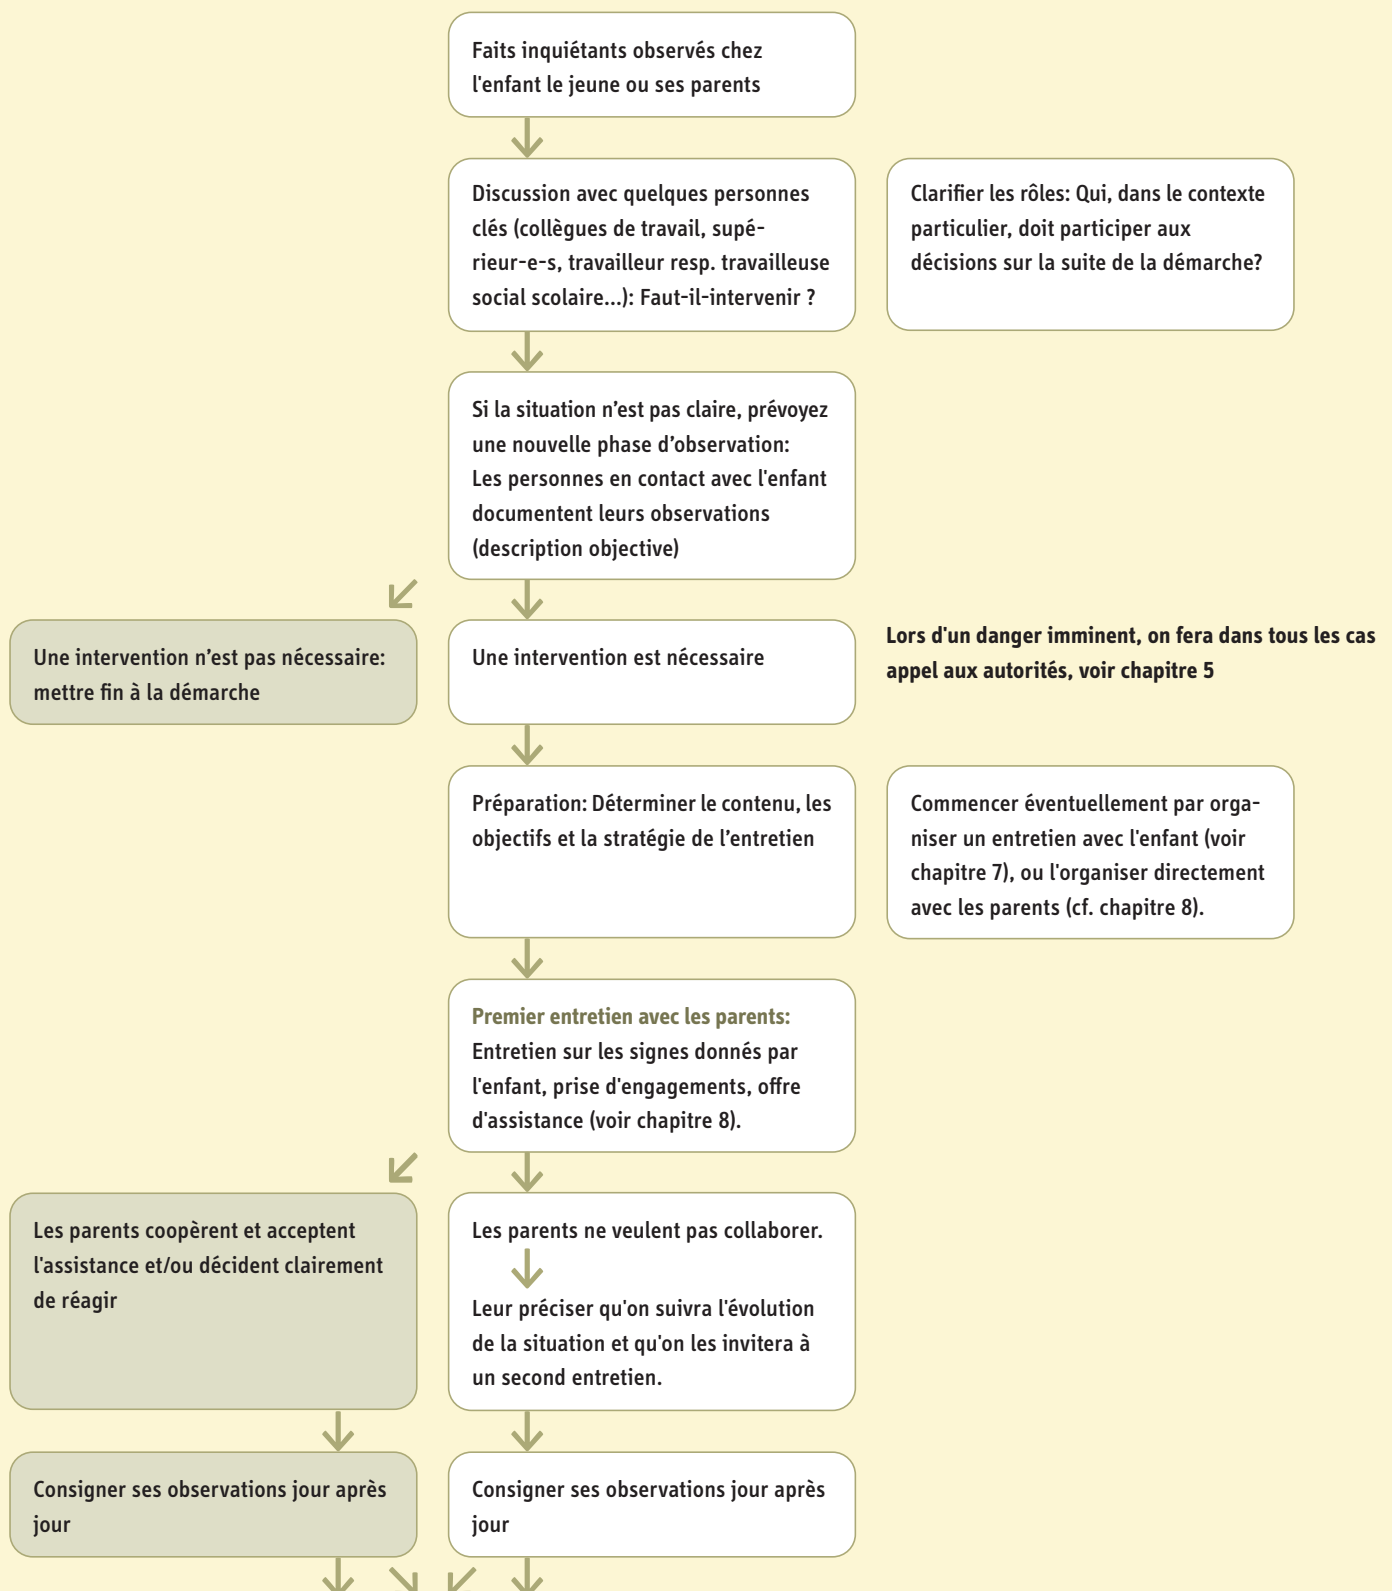 Faits inquiétants observés chez
l'enfant le jeune ou ses parents
Discussion avec quelques personnes
clés (collègues de travail, supé-
rieur-e-s, travailleur resp. travailleuse
social scolaire...): Faut-il-intervenir ?
Clarifier les rôles: Qui, dans le contexte
particulier, doit participer aux
décisions sur la suite de la démarche?
Si la situation n’est pas claire, prévoyez
une nouvelle phase d’observation:
Les personnes en contact avec l'enfant
documentent leurs observations
(description objective)
Une intervention n’est pas nécessaire:
mettre fin à la démarche
Une intervention est nécessaire
Lors d'un danger imminent, on fera dans tous les cas
appel aux autorités, voir chapitre 5
Préparation: Déterminer le contenu, les
objectifs et la stratégie de l’entretien
Commencer éventuellement par orga-
niser un entretien avec l'enfant (voir
chapitre 7), ou l'organiser directement
avec les parents (cf. chapitre 8).
Premier entretien avec les parents:
Entretien sur les signes donnés par
l'enfant, prise d'engagements, offre
d'assistance (voir chapitre 8).
Les parents coopèrent et acceptent
l'assistance et/ou décident clairement
de réagir
Les parents ne veulent pas collaborer.
Leur préciser qu'on suivra l'évolution
de la situation et qu'on les invitera à
un second entretien.
Consigner ses observations jour après
jour
Consigner ses observations jour après
jour